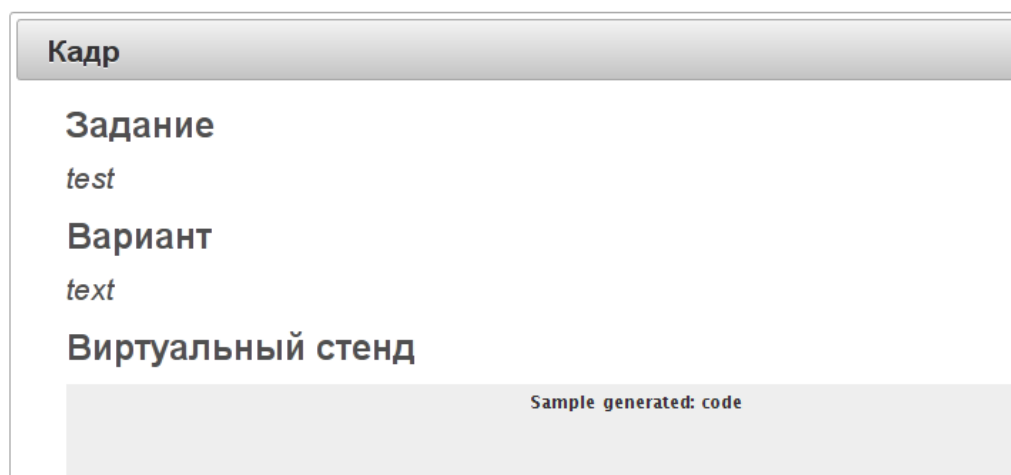 Кадр
Задание
test
Вариант
text
Виртуальный стенд
Sample generated: code